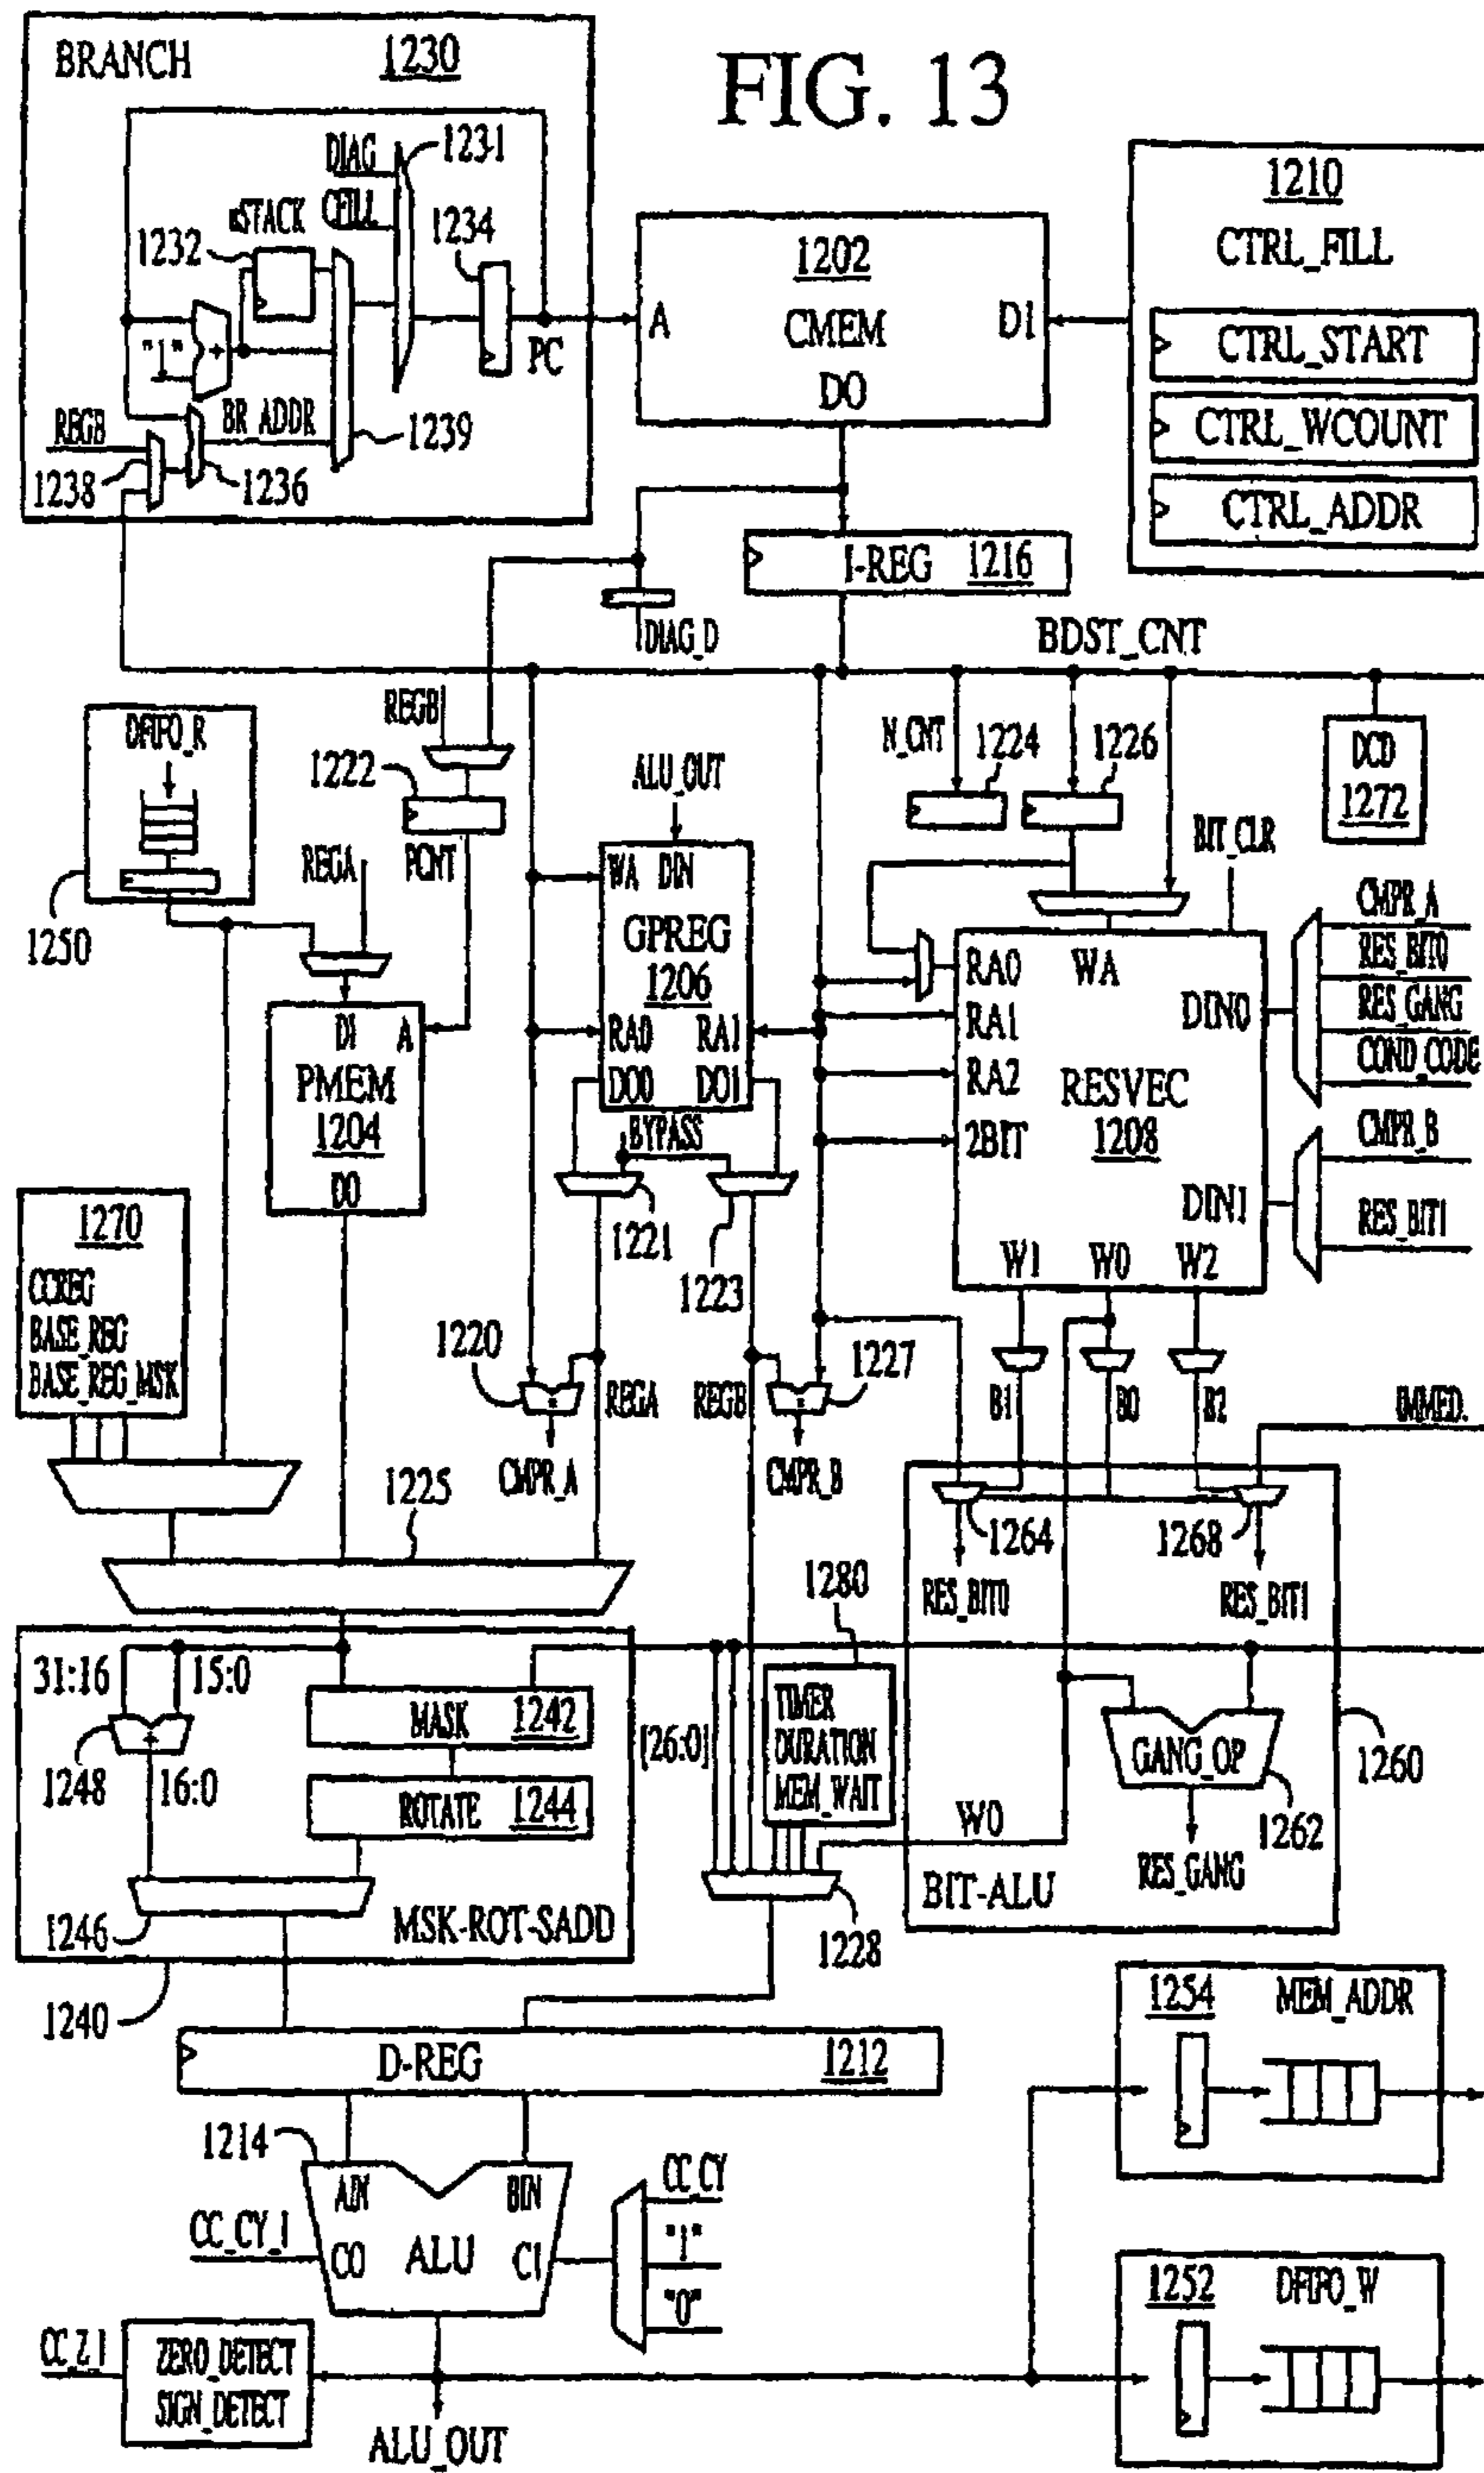 FIG. 13
BRANCH 1230
DIAG
1231
CFILL
uSTACK
1232
1234
"1"
+
PC
REGB
BR ADDR
1238
1236
1239
1202
A CMEM DI
DO
1210
CTRL_FILL
CTRL_START
CTRL_WCOUNT
CTRL_ADDR
I-REG 1216
DIAG_D
BDST_CNT
DFIFO_R
1250
REGB
1222
PCNT
REGA
ALU_OUT
N_CNT
1224
1226
BIT_CLR
DCD
1272
WA DIN
GPREG
1206
RA0 RA1
DO0 DO1
BYPASS
1221
1223
DI A
PMEM
1204
DO
RA0 WA
RA1
RA2
2BIT
RESVEC
1208
DIN0
DIN1
W1 W0 W2
CMPR_A
RES_BIT0
RES_GANG
COND_CODE
CMPR_B
RES_BIT1
1270
CCREG
BASE_REG
BASE_REG_MSK
1220
REGA
CMPR_A
REGB
1227
CMPR_B
B1
B0
B2
IMMED.
1225
1264
1268
RES_BIT0
RES_BIT1
1280
TIMER
DURATION
MEM_WAIT
31:16
15:0
MASK 1242
ROTATE 1244
+
1248
16:0
[26:0]
1246
MSK-ROT-SADD
1240
W0
GANG_OP
1262
1260
RES_GANG
BIT-ALU
1228
D-REG 1212
1214
AIN BIN
CO ALU CI
CC_CY_I
CC_CY
"1"
"0"
1254 MEM_ADDR
1252 DFIFO_W
CC_Z_I
ZERO_DETECT
SIGN_DETECT
ALU_OUT